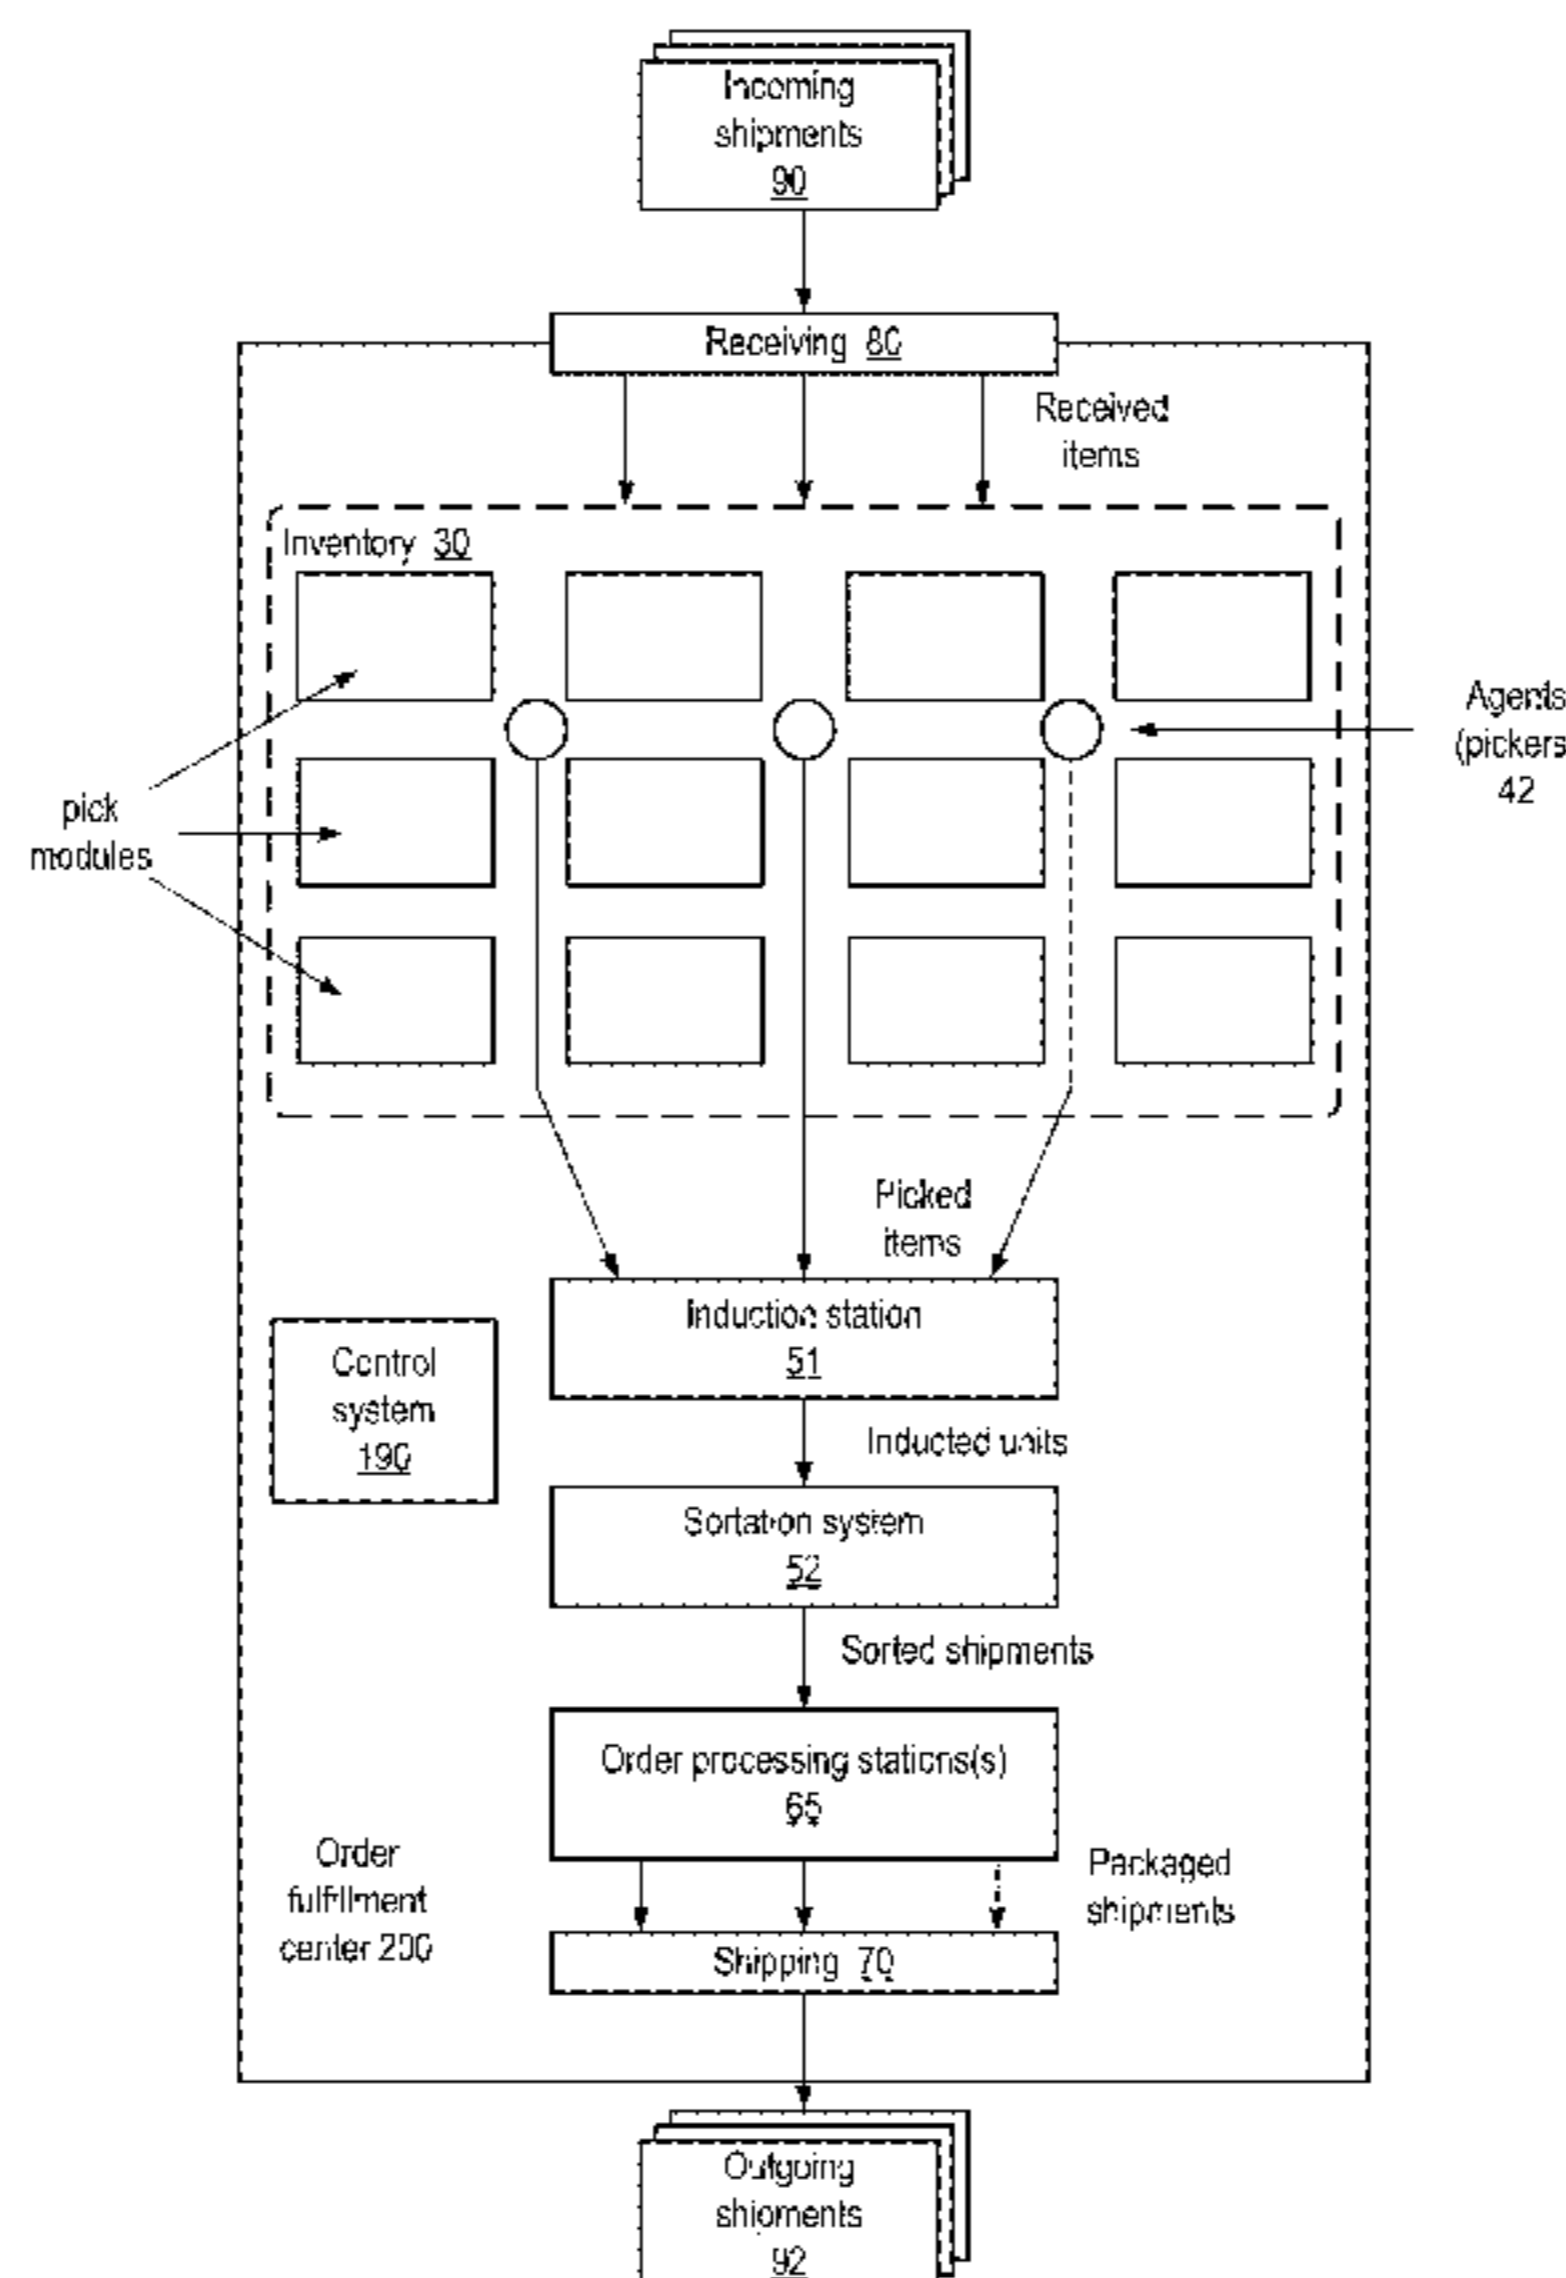 Incoming
shipments
90
Receiving 80
Received
items
Inventory 30
Agents
(pickers
42
pick
modules
Picked
items
Induction station
51
Control
system
190
Inducted units
Sortation system
52
Sorted shipments
Order processing stations(s)
65
Order
fulfillment
center 200
Packaged
shipments
Shipping 70
Outgoing
shipments
92